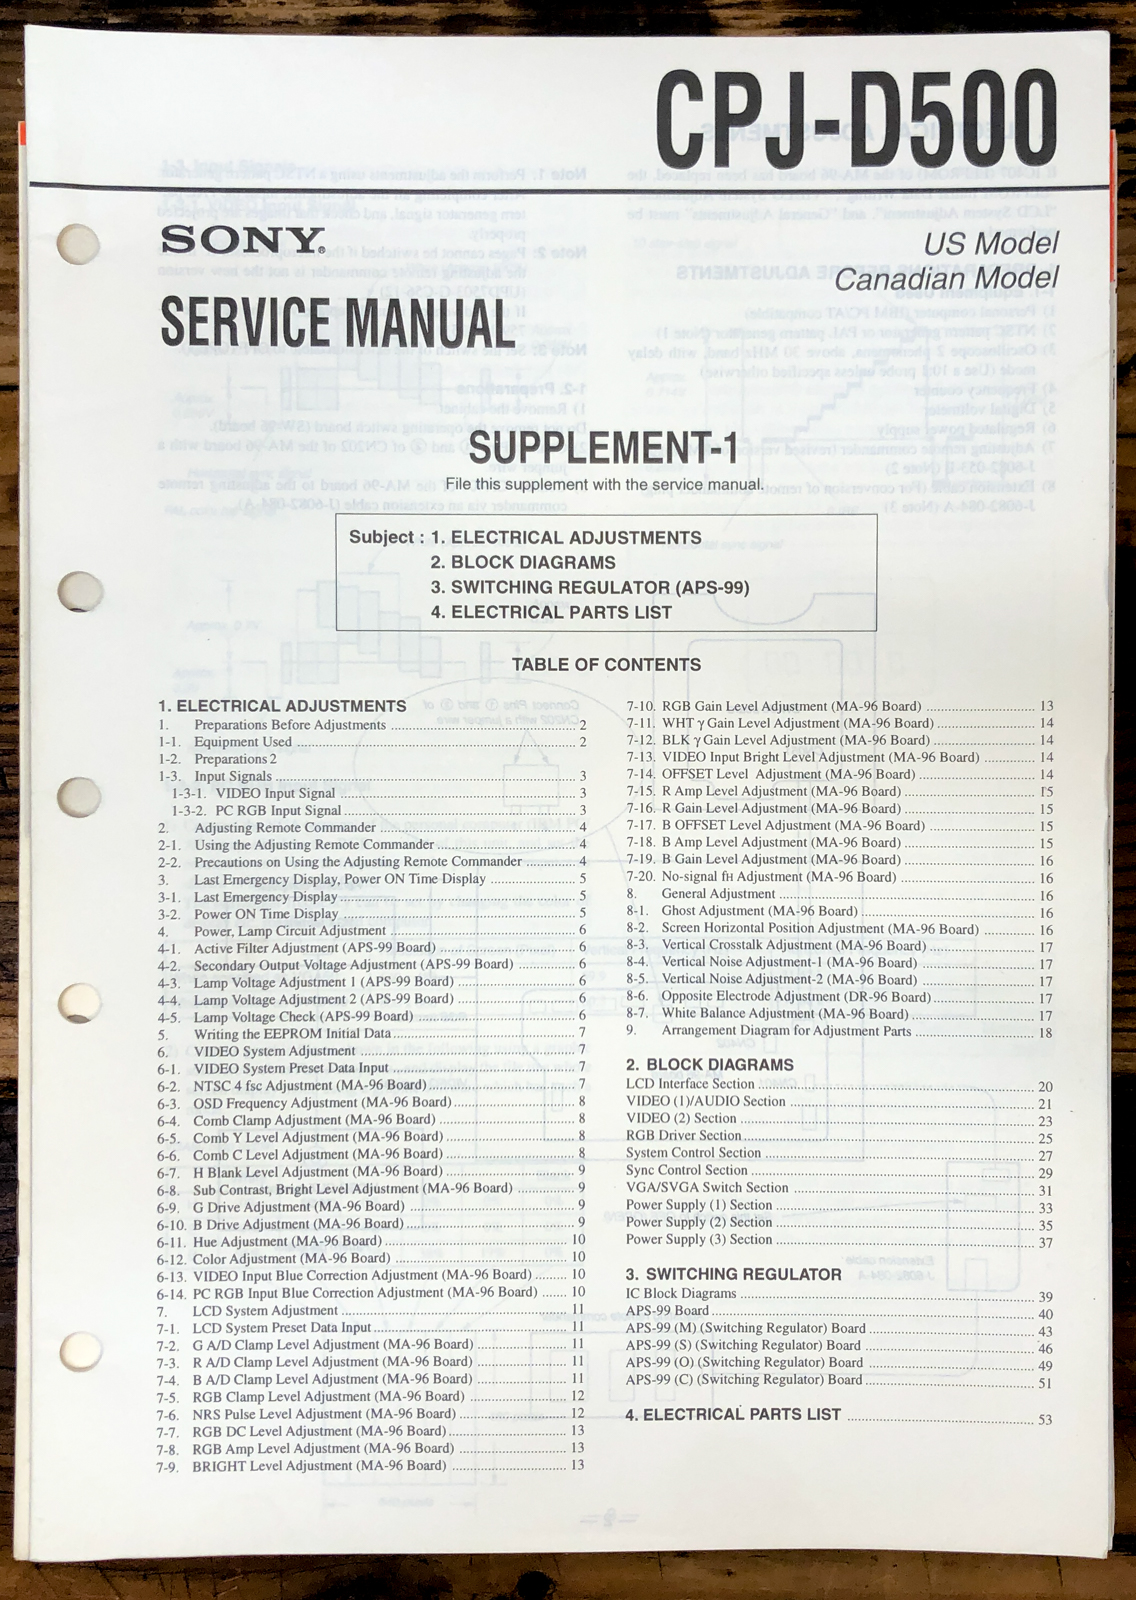 CPJ-D500
SONY®
US Model
Canadian Model
SERVICE MANUAL
SUPPLEMENT-1
File this supplement with the service manual.
Subject : 1. ELECTRICAL ADJUSTMENTS
2. BLOCK DIAGRAMS
3. SWITCHING REGULATOR (APS-99)
4. ELECTRICAL PARTS LIST
TABLE OF CONTENTS
1. ELECTRICAL ADJUSTMENTS
1. Preparations Before Adjustments 2
1-1. Equipment Used 2
1-2. Preparations 2
1-3. Input Signals 3
1-3-1. VIDEO Input Signal 3
1-3-2. PC RGB Input Signal 3
2. Adjusting Remote Commander 4
2-1. Using the Adjusting Remote Commander 4
2-2. Precautions on Using the Adjusting Remote Commander 4
3. Last Emergency Display, Power ON Time Display 5
3-1. Last Emergency Display 5
3-2. Power ON Time Display 5
4. Power, Lamp Circuit Adjustment 6
4-1. Active Filter Adjustment (APS-99 Board) 6
4-2. Secondary Output Voltage Adjustment (APS-99 Board) 6
4-3. Lamp Voltage Adjustment 1 (APS-99 Board) 6
4-4. Lamp Voltage Adjustment 2 (APS-99 Board) 6
4-5. Lamp Voltage Check (APS-99 Board) 6
5. Writing the EEPROM Initial Data 7
6. VIDEO System Adjustment 7
6-1. VIDEO System Preset Data Input 7
6-2. NTSC 4 fsc Adjustment (MA-96 Board) 7
6-3. OSD Frequency Adjustment (MA-96 Board) 8
6-4. Comb Clamp Adjustment (MA-96 Board) 8
6-5. Comb Y Level Adjustment (MA-96 Board) 8
6-6. Comb C Level Adjustment (MA-96 Board) 8
6-7. H Blank Level Adjustment (MA-96 Board) 9
6-8. Sub Contrast, Bright Level Adjustment (MA-96 Board) 9
6-9. G Drive Adjustment (MA-96 Board) 9
6-10. B Drive Adjustment (MA-96 Board) 9
6-11. Hue Adjustment (MA-96 Board) 10
6-12. Color Adjustment (MA-96 Board) 10
6-13. VIDEO Input Blue Correction Adjustment (MA-96 Board) 10
6-14. PC RGB Input Blue Correction Adjustment (MA-96 Board) 10
7. LCD System Adjustment 11
7-1. LCD System Preset Data Input 11
7-2. G A/D Clamp Level Adjustment (MA-96 Board) 11
7-3. R A/D Clamp Level Adjustment (MA-96 Board) 11
7-4. B A/D Clamp Level Adjustment (MA-96 Board) 11
7-5. RGB Clamp Level Adjustment (MA-96 Board) 12
7-6. NRS Pulse Level Adjustment (MA-96 Board) 12
7-7. RGB DC Level Adjustment (MA-96 Board) 13
7-8. RGB Amp Level Adjustment (MA-96 Board) 13
7-9. BRIGHT Level Adjustment (MA-96 Board) 13
7-10. RGB Gain Level Adjustment (MA-96 Board) 13
7-11. WHT γ Gain Level Adjustment (MA-96 Board) 14
7-12. BLK γ Gain Level Adjustment (MA-96 Board) 14
7-13. VIDEO Input Bright Level Adjustment (MA-96 Board) 14
7-14. OFFSET Level Adjustment (MA-96 Board) 14
7-15. R Amp Level Adjustment (MA-96 Board) 15
7-16. R Gain Level Adjustment (MA-96 Board) 15
7-17. B OFFSET Level Adjustment (MA-96 Board) 15
7-18. B Amp Level Adjustment (MA-96 Board) 15
7-19. B Gain Level Adjustment (MA-96 Board) 16
7-20. No-signal fH Adjustment (MA-96 Board) 16
8. General Adjustment 16
8-1. Ghost Adjustment (MA-96 Board) 16
8-2. Screen Horizontal Position Adjustment (MA-96 Board) 16
8-3. Vertical Crosstalk Adjustment (MA-96 Board) 17
8-4. Vertical Noise Adjustment-1 (MA-96 Board) 17
8-5. Vertical Noise Adjustment-2 (MA-96 Board) 17
8-6. Opposite Electrode Adjustment (DR-96 Board) 17
8-7. White Balance Adjustment (MA-96 Board) 17
9. Arrangement Diagram for Adjustment Parts 18
2. BLOCK DIAGRAMS
LCD Interface Section 20
VIDEO (1)/AUDIO Section 21
VIDEO (2) Section 23
RGB Driver Section 25
System Control Section 27
Sync Control Section 29
VGA/SVGA Switch Section 31
Power Supply (1) Section 33
Power Supply (2) Section 35
Power Supply (3) Section 37
3. SWITCHING REGULATOR
IC Block Diagrams 39
APS-99 Board 40
APS-99 (M) (Switching Regulator) Board 43
APS-99 (S) (Switching Regulator) Board 46
APS-99 (O) (Switching Regulator) Board 49
APS-99 (C) (Switching Regulator) Board 51
4. ELECTRICAL PARTS LIST 53